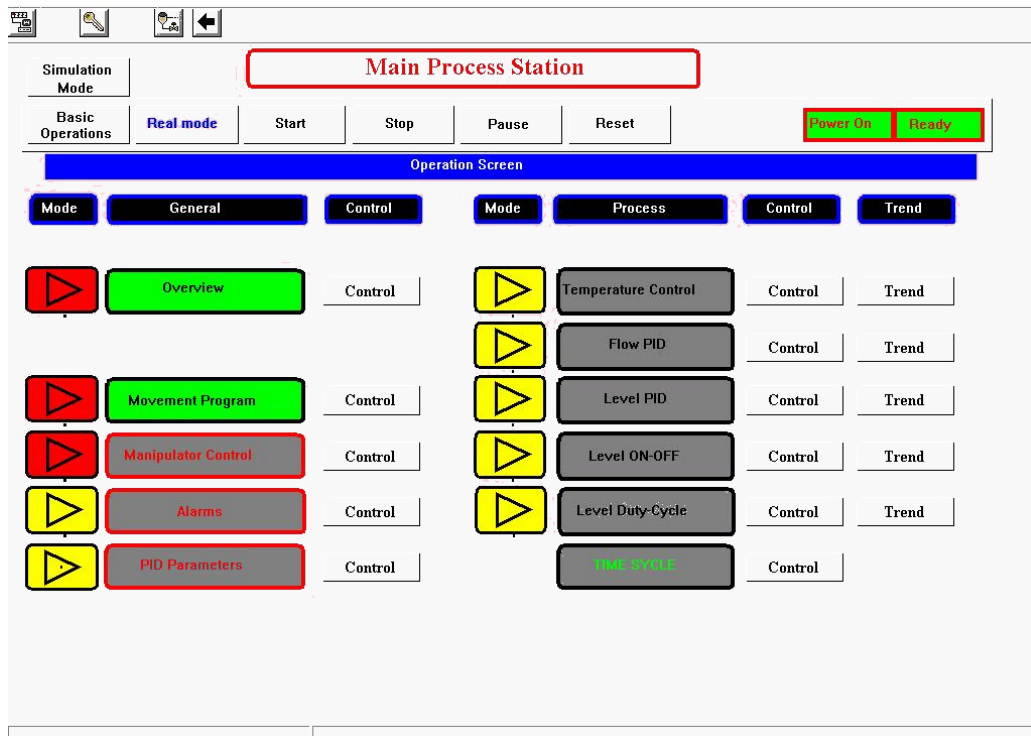 Main Process Station
Simulation
Mode
Basic
Operations
Real mode
Start
Stop
Pause
Reset
Power On
Ready
Operation Screen
Mode
General
Control
Mode
Process
Control
Trend
Overview
Control
Temperature Control
Control
Trend
Flow PID
Control
Trend
Movement Program
Control
Level PID
Control
Trend
Manipulator Control
Control
Level ON-OFF
Control
Trend
Alarms
Control
Level Duty-Cycle
Control
Trend
PID Parameters
Control
TIME SYCLE
Control